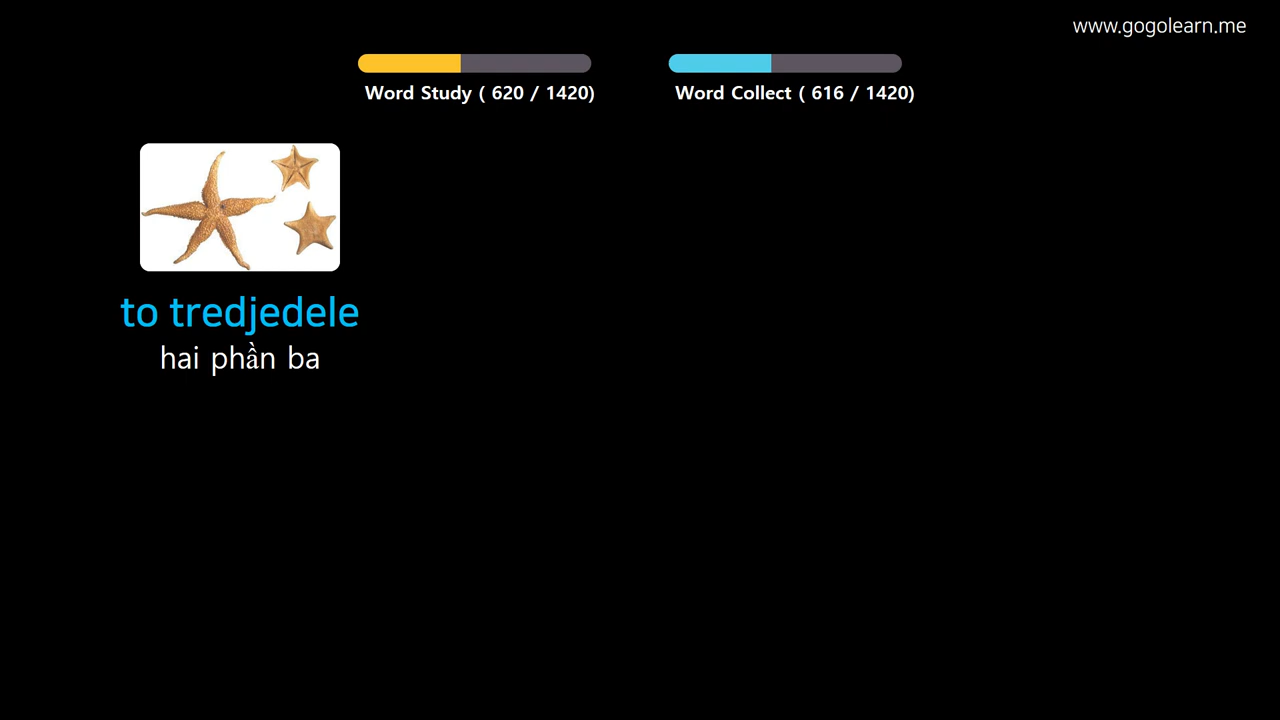 www.gogolearn.me
Word Study ( 620 / 1420)
Word Collect ( 616 / 1420)
to tredjedele
hai phần ba